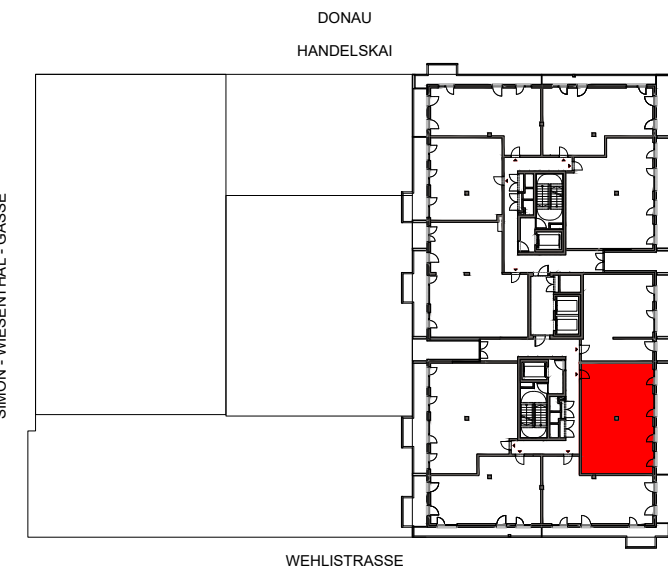 DONAU
HANDELSKAI
SIMON - WIESENTHAL - GASSE
WEHLISTRASSE